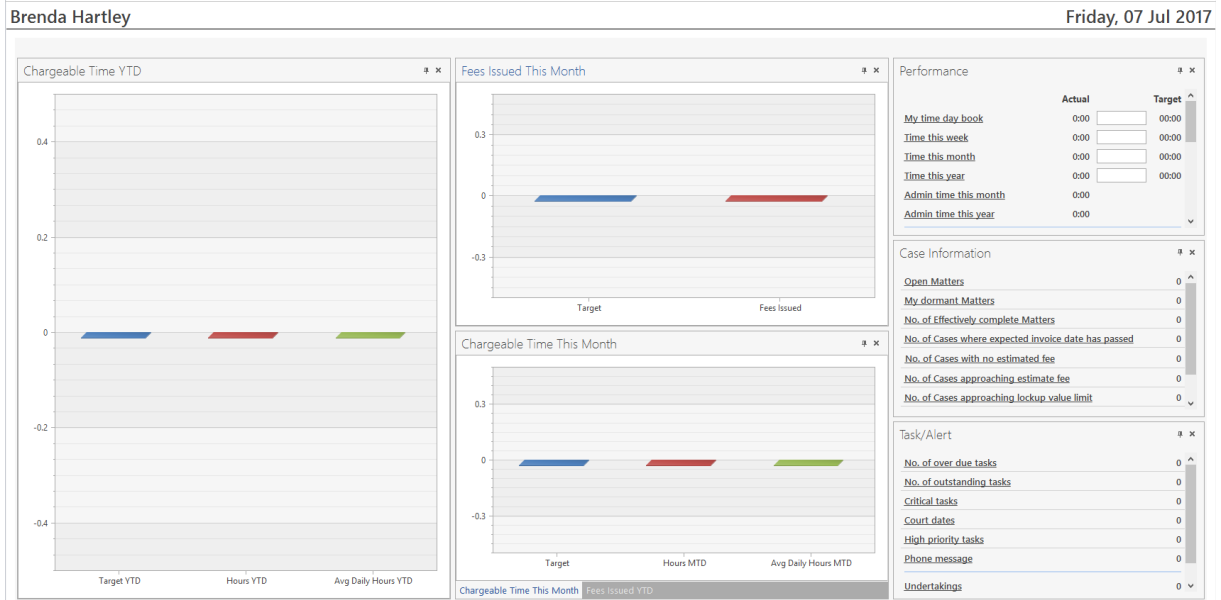 Brenda Hartley
Friday, 07 Jul 2017
Chargeable Time YTD
0.4
0.2
0
-0.2
-0.4
Target YTD Hours YTD Avg Daily Hours YTD
Fees Issued This Month
0.3
0
-0.3
Target Fees Issued
Chargeable Time This Month
0.3
0
-0.3
Target Hours MTD Avg Daily Hours MTD
Chargeable Time This Month Fees Issued YTD
Performance
Actual Target
My time day book 0:00 00:00
Time this week 0:00 00:00
Time this month 0:00 00:00
Time this year 0:00 00:00
Admin time this month 0:00
Admin time this year 0:00
Case Information
Open Matters 0
My dormant Matters 0
No. of Effectively complete Matters 0
No. of Cases where expected invoice date has passed 0
No. of Cases with no estimated fee 0
No. of Cases approaching estimate fee 0
No. of Cases approaching lockup value limit 0
Task/Alert
No. of over due tasks 0
No. of outstanding tasks 0
Critical tasks 0
Court dates 0
High priority tasks 0
Phone message 0
Undertakings 0